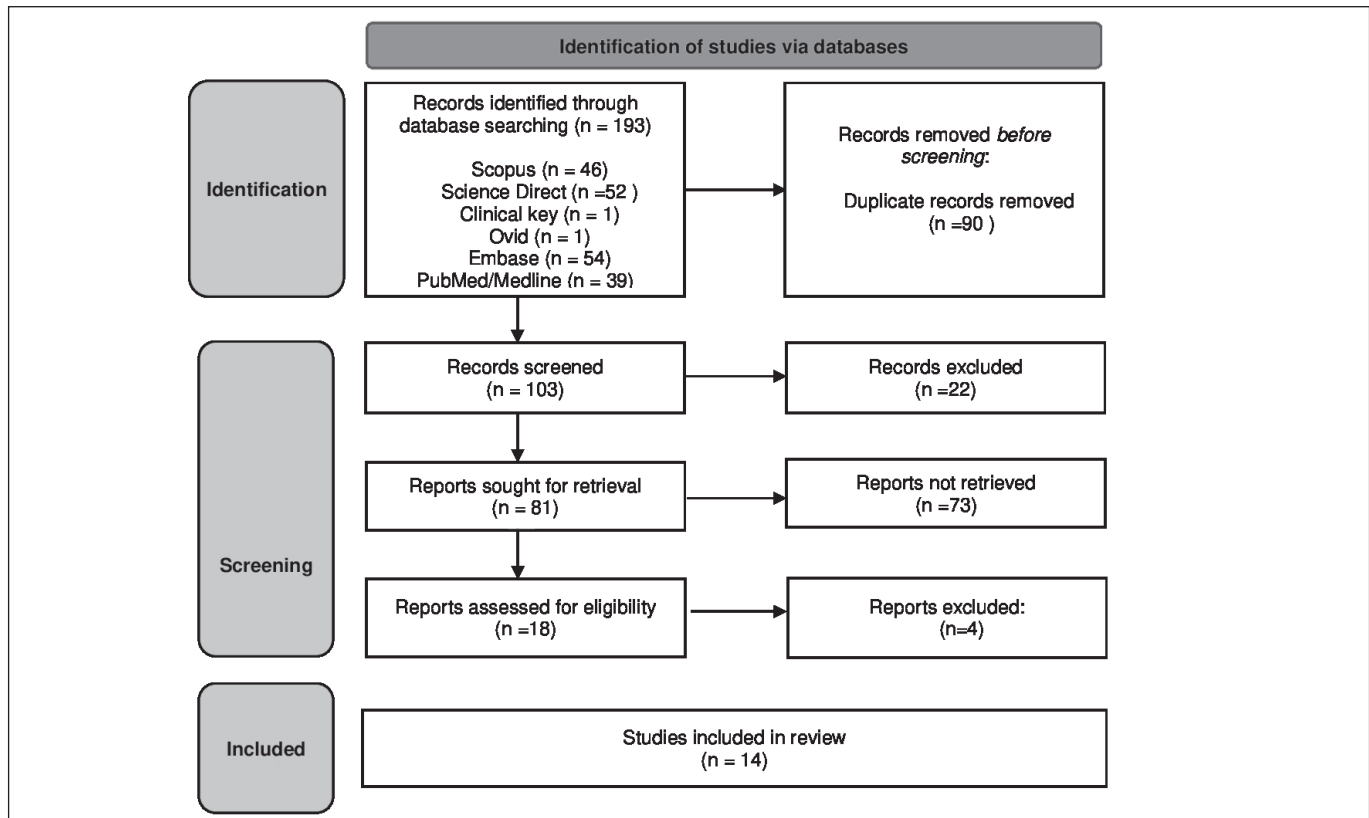 Identification of studies via databases
Identification
Records identified through
database searching (n = 193)
Scopus (n = 46)
Science Direct (n =52 )
Clinical key (n = 1)
Ovid (n = 1)
Embase (n = 54)
PubMed/Medline (n = 39)
Records removed before
screening:
Duplicate records removed
(n =90 )
Screening
Records screened
(n = 103)
Records excluded
(n =22)
Reports sought for retrieval
(n = 81)
Reports not retrieved
(n =73)
Reports assessed for eligibility
(n =18)
Reports excluded:
(n=4)
Included
Studies included in review
(n = 14)